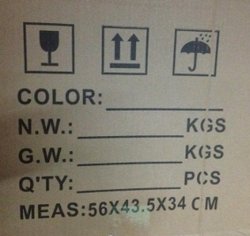 COLOR:
N.W.: KGS
G.W.: KGS
Q'TY: PCS
MEAS:56X43.5X34 CM